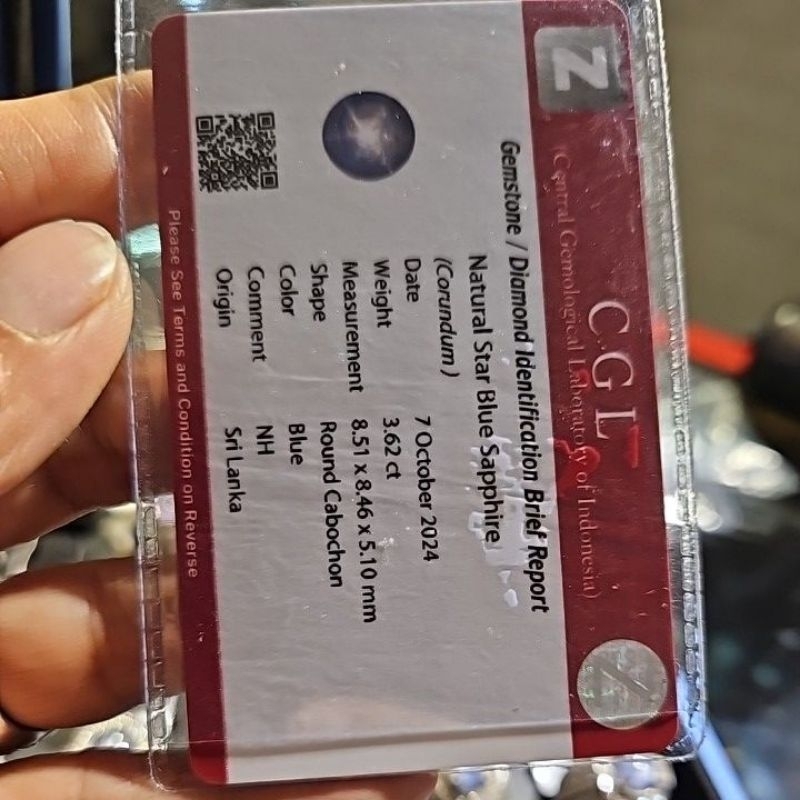 Z
CGL
(Central Gemological Laboratory of Indonesia)
Gemstone / Diamond Identification Brief Report
Natural Star Blue Sapphire
(Corundum)
Date 7 October 2024
Weight 3.62 ct
Measurement 8.51 x 8.46 x 5.10 mm
Shape Round Cabochon
Color Blue
Comment NH
Origin Sri Lanka
Please See Terms and Condition on Reverse